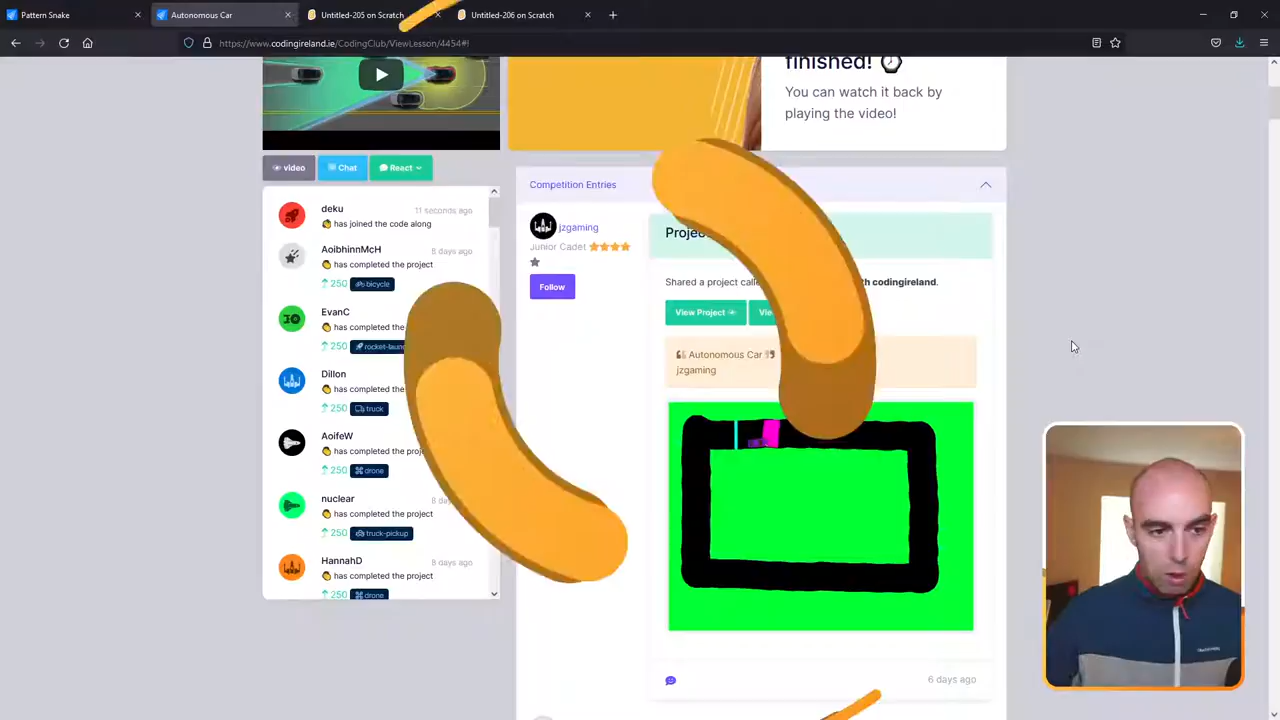 Pattern Snake
Autonomous Car
Untitled-205 on Scratch
Untitled-206 on Scratch
https://www.codingireland.ie/CodingClub/ViewLesson/4454#!
finished!
You can watch it back by
playing the video!
video
Chat
React
deku
11 seconds ago
has joined the code along
AoibhinnMcH
8 days ago
has completed the project
250
bicycle
EvanC
has completed the
250
Dillon
has completed the
250
truck
AoifeW
has completed the
250
drone
nuclear
has completed the project
250
truck-pickup
HannahD
8 days ago
has completed the project
250
drone
Competition Entries
jzgaming
Junior Cadet
Follow
Shared a project
codingireland.
View Project
Autonomous Car
jzgaming
6 days ago